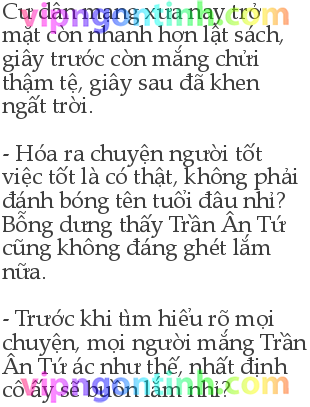 Cư dân mạng xưa nay trở
mặt còn nhanh hơn lật sách,
giây trước còn mắng chửi
thậm tệ, giây sau đã khen
ngất trời.
- Hóa ra chuyện người tốt
việc tốt là có thật, không phải
đánh bóng tên tuổi đâu nhỉ?
Bỗng dưng thấy Trần Ân Tứ
cũng không đáng ghét lắm
nữa.
- Trước khi tìm hiểu rõ mọi
chuyện, mọi người mắng Trần
Ân Tứ ác như thế, nhất định
cô ấy sẽ buồn lắm nhỉ?
vipngontinh.com
vipngontinh.com